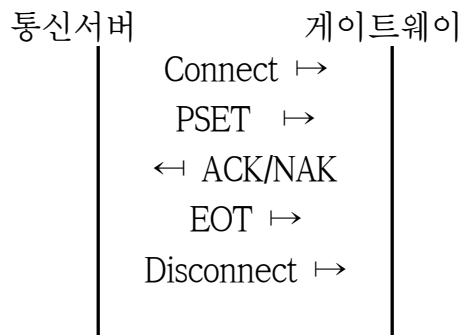 통신서버 게이트웨이
Connect ↦
PSET ↦
↤ ACK/NAK
EOT ↦
Disconnect ↦